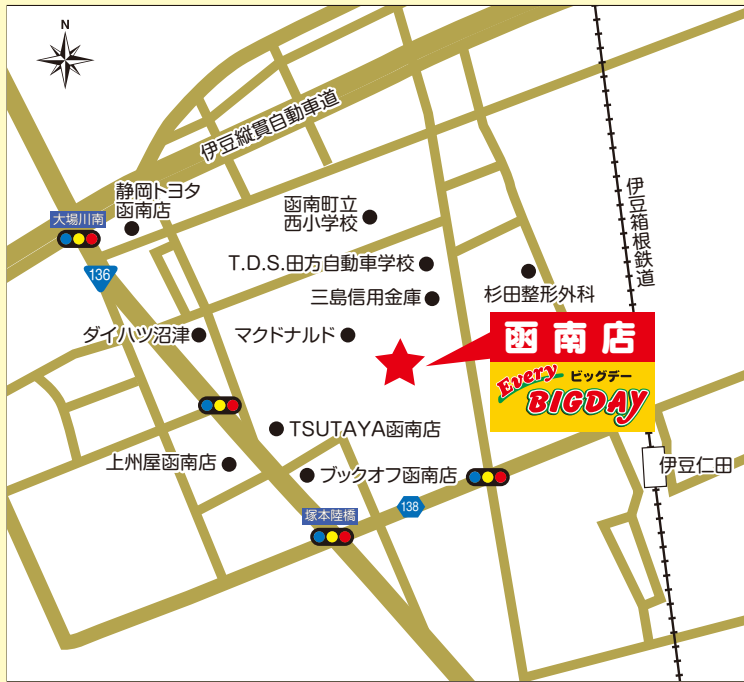 N
伊豆縦貫自動車道
静岡トヨタ
函南店
大場川南
136
函南町立
西小学校
伊豆箱根鉄道
T.D.S.田方自動車学校
三島信用金庫
杉田整形外科
ダイハツ沼津
マクドナルド
函南店
Every ビッグデー
BIGDAY
TSUTAYA函南店
上州屋函南店
ブックオフ函南店
伊豆仁田
138
塚本陸橋